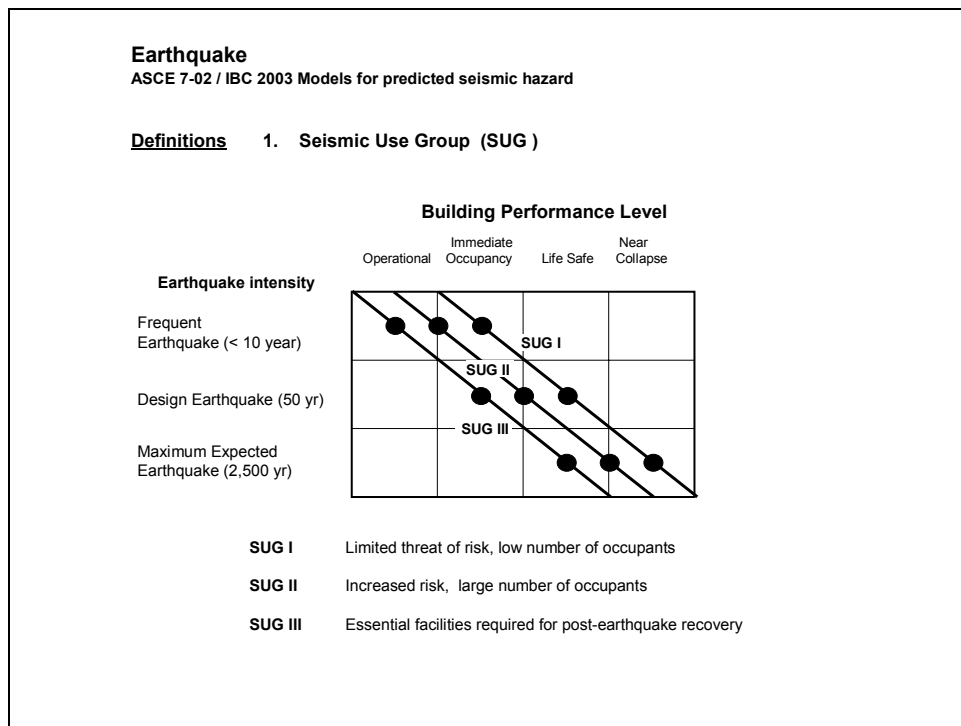 Earthquake
ASCE 7-02 / IBC 2003 Models for predicted seismic hazard
Definitions 1. Seismic Use Group (SUG )
Building Performance Level
Operational Immediate Occupancy Life Safe Near Collapse
Earthquake intensity
Frequent
Earthquake (< 10 year)
SUG I
SUG II
Design Earthquake (50 yr)
SUG III
Maximum Expected
Earthquake (2,500 yr)
SUG I Limited threat of risk, low number of occupants
SUG II Increased risk, large number of occupants
SUG III Essential facilities required for post-earthquake recovery